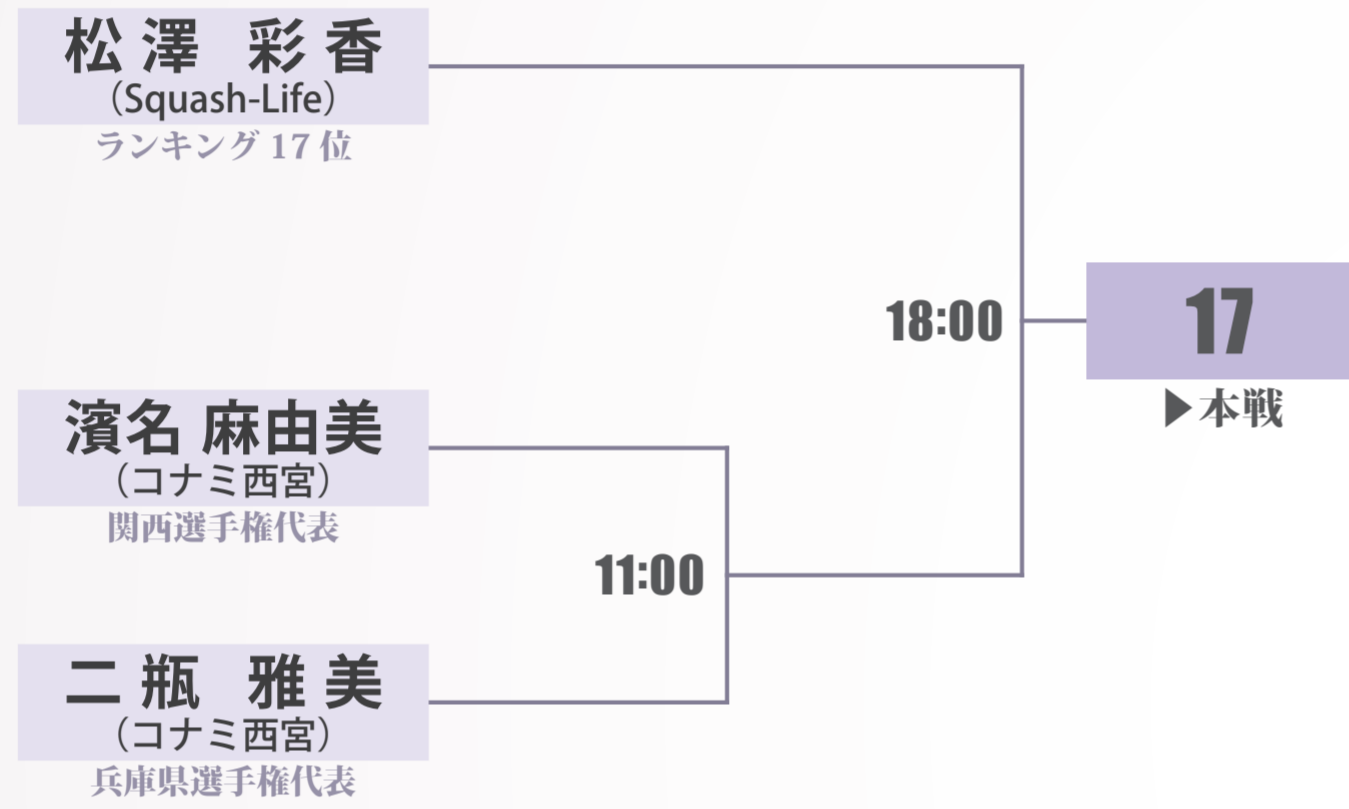 松澤 彩香
（Squash-Life）
ランキング 17 位
18:00
17
▶本戦
濱名 麻由美
（コナミ西宮）
関西選手権代表
11:00
二瓶 雅美
（コナミ西宮）
兵庫県選手権代表